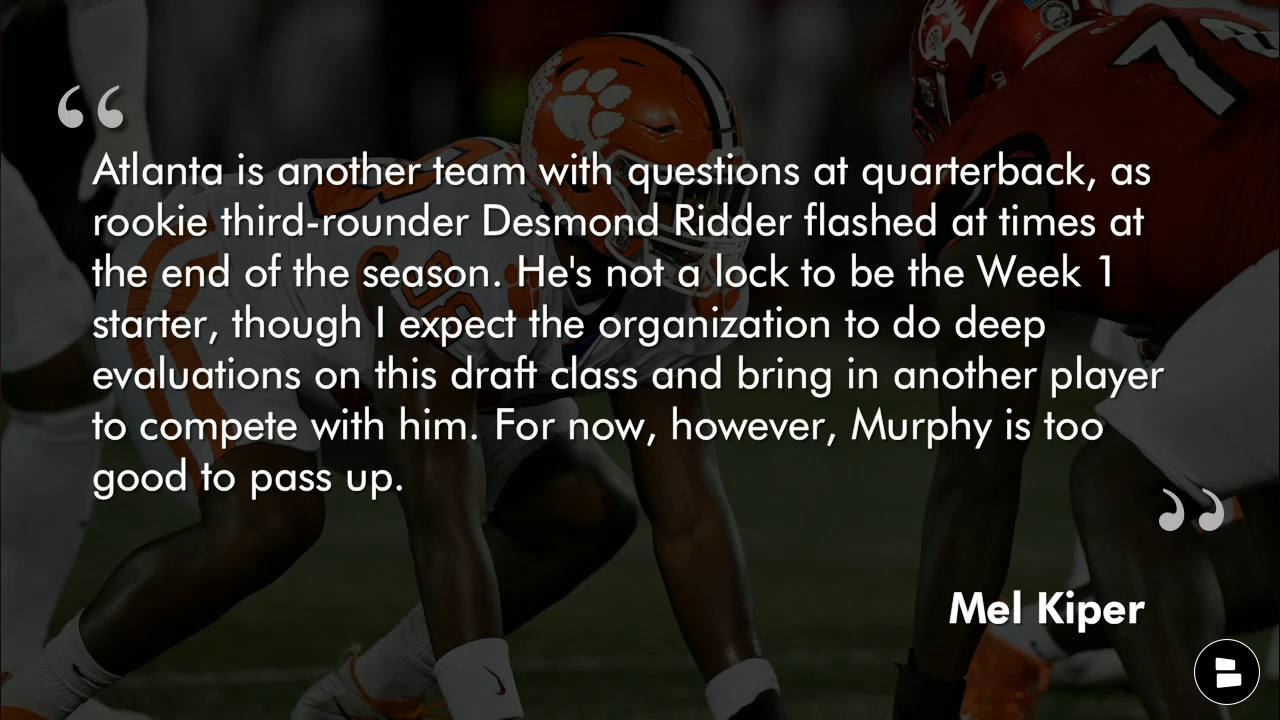 “
Atlanta is another team with questions at quarterback, as
rookie third-rounder Desmond Ridder flashed at times at
the end of the season. He's not a lock to be the Week 1
starter, though I expect the organization to do deep
evaluations on this draft class and bring in another player
to compete with him. For now, however, Murphy is too
good to pass up.
”
Mel Kiper